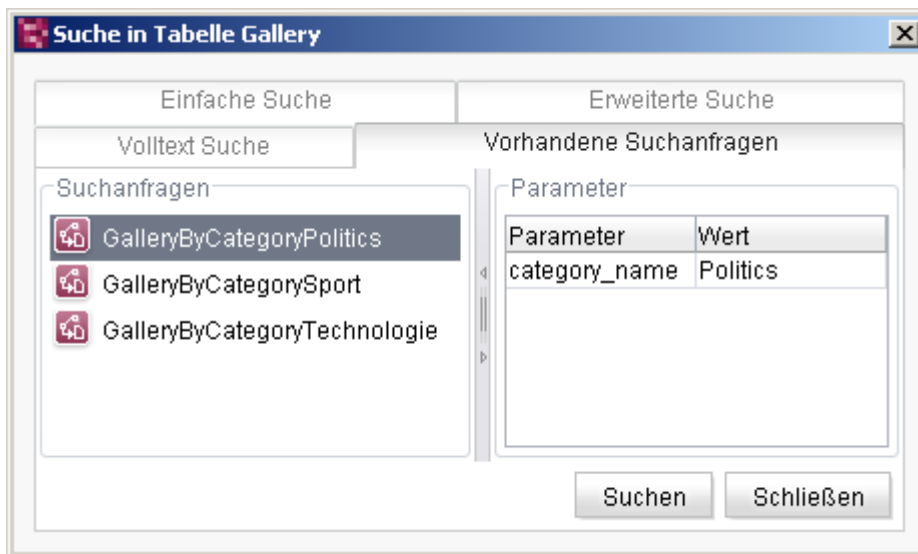 Suche in Tabelle Gallery
Einfache Suche
Erweiterte Suche
Volltext Suche
Vorhandene Suchanfragen
Suchanfragen
GalleryByCategoryPolitics
GalleryByCategorySport
GalleryByCategoryTechnologie
Parameter
Parameter Wert
category_name Politics
Suchen
Schließen